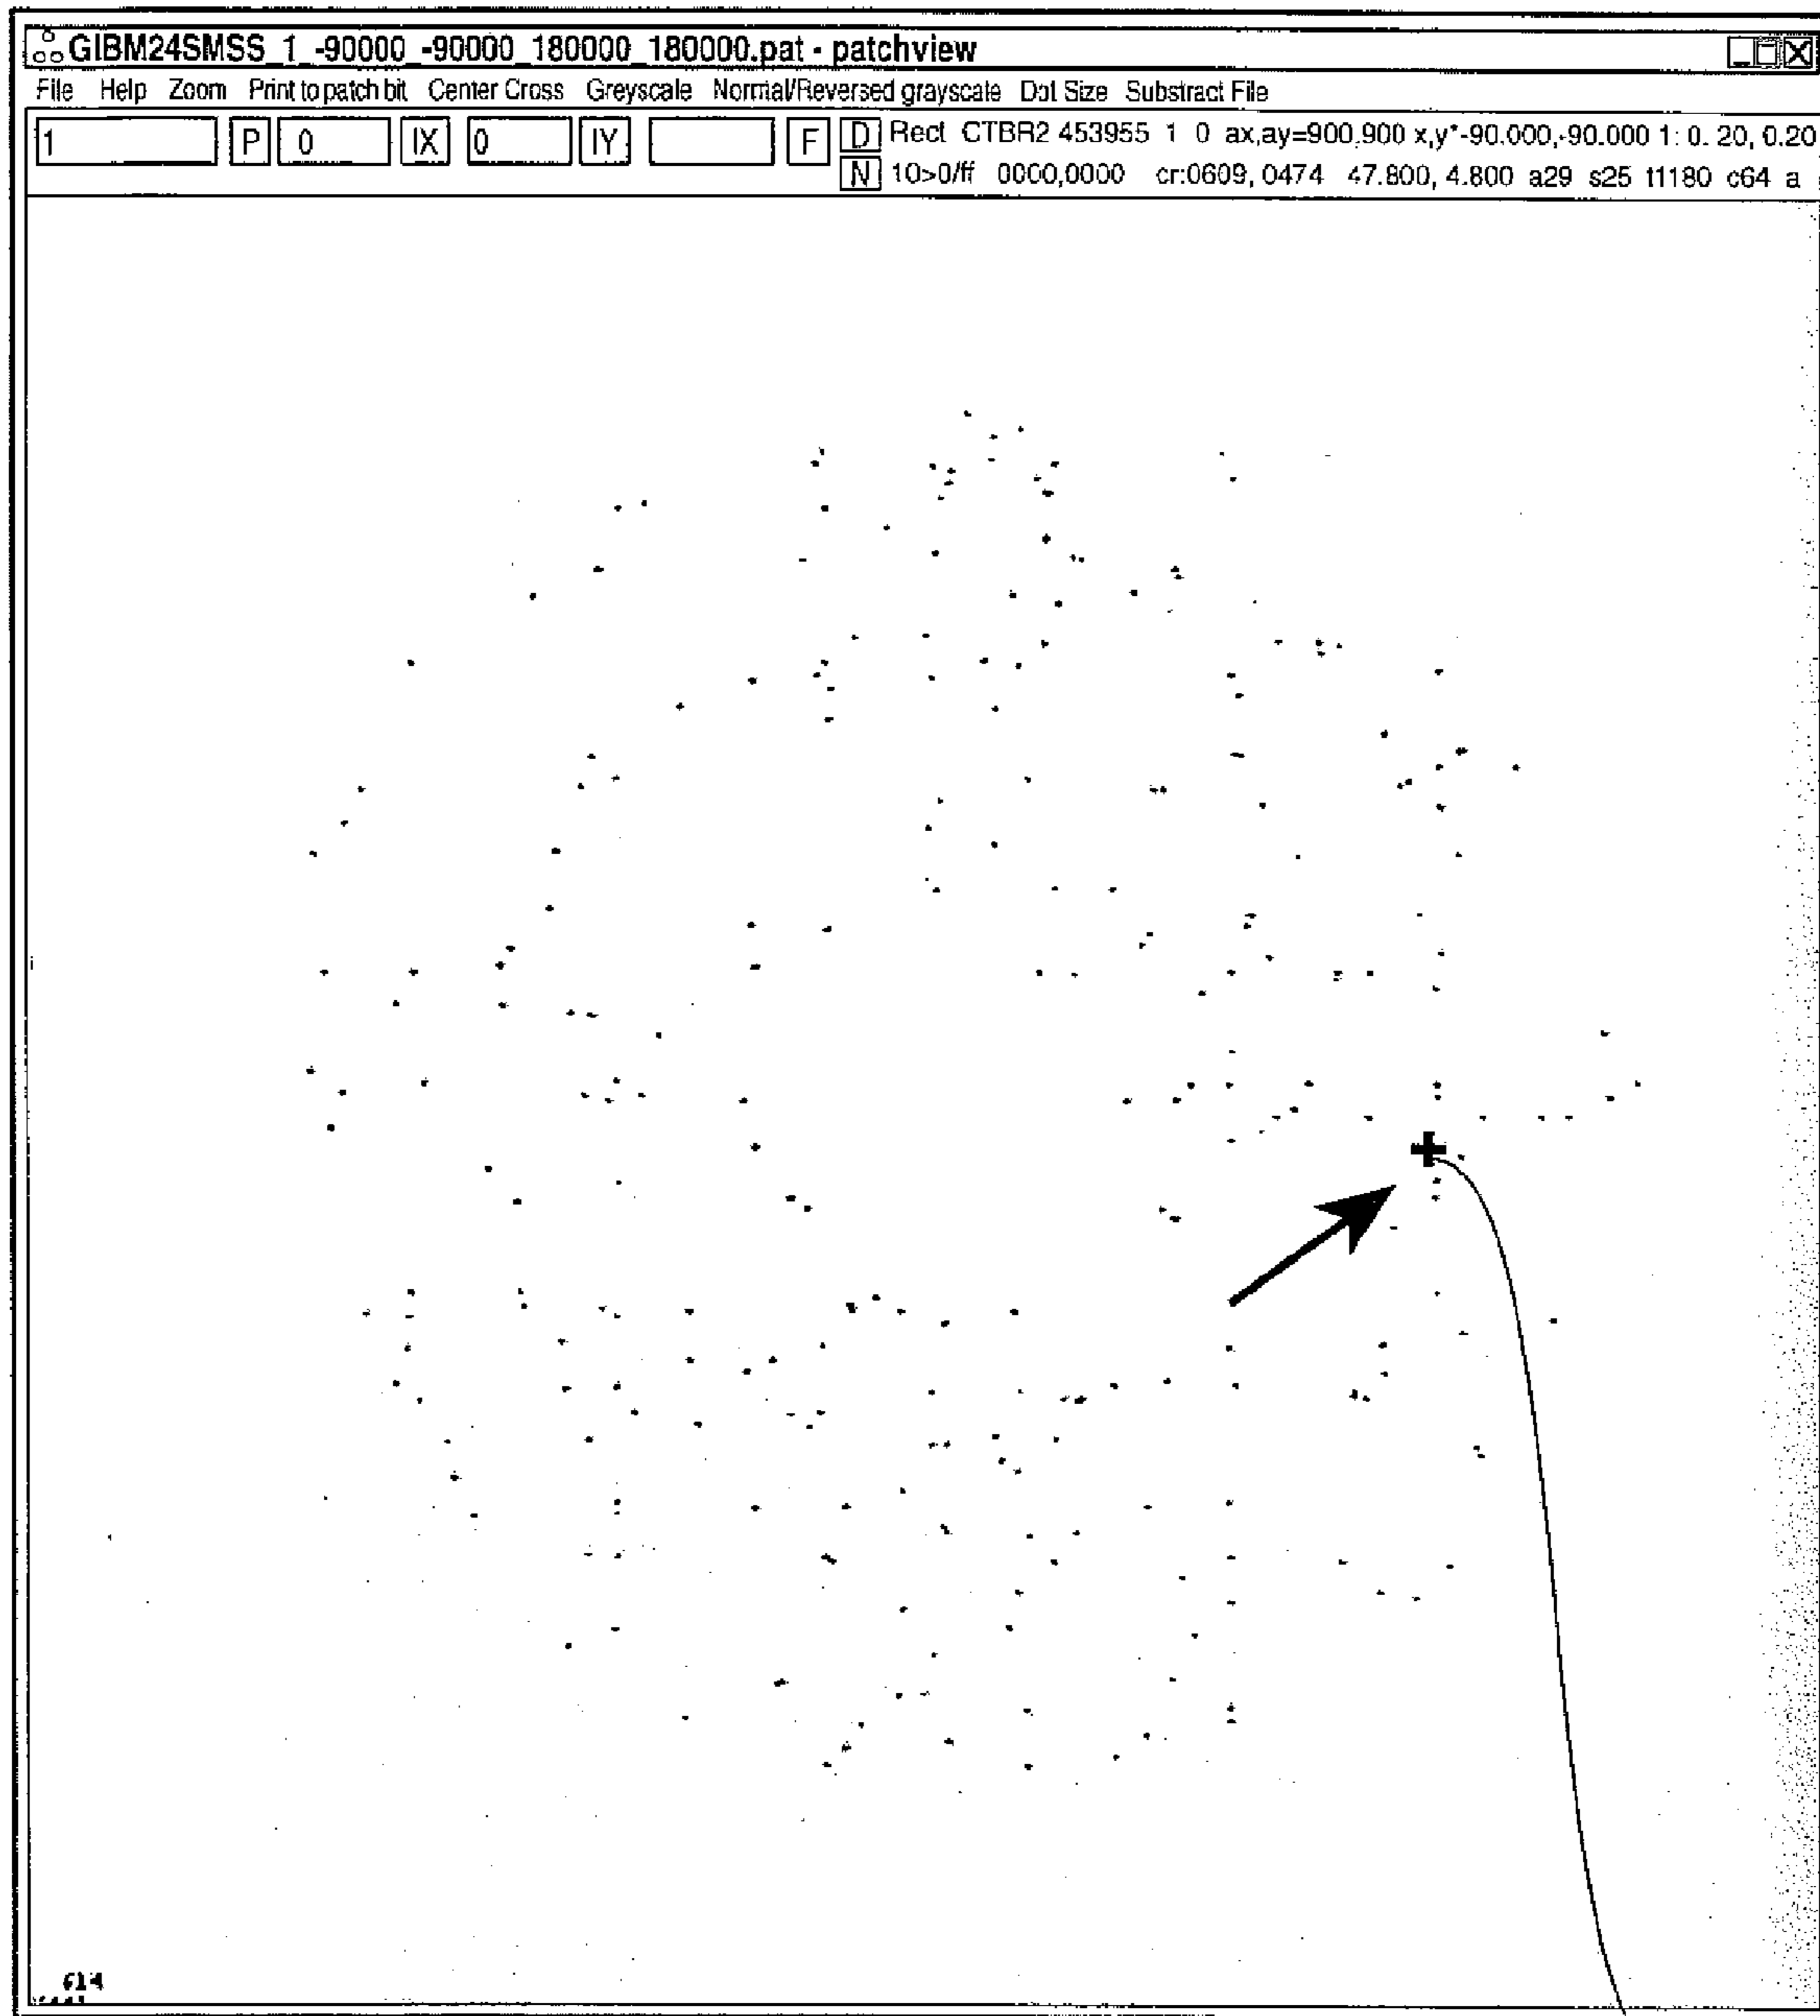 GIBM24SMSS_1_-90000_-90000_180000_180000.pat - patchview
File Help Zoom Print to patch bit Center Cross Greyscale Normal/Reversed grayscale Dot Size Substract File
1 P 0 IX 0 IY F D Rect CTBR2 453955 1 0 ax,ay=900,900 x,y*-90.000,-90.000 1: 0. 20, 0.20
N 10>0/ff 0000,0000 cr:0609, 0474 47.800, 4.800 a29 s25 t1180 c64 a